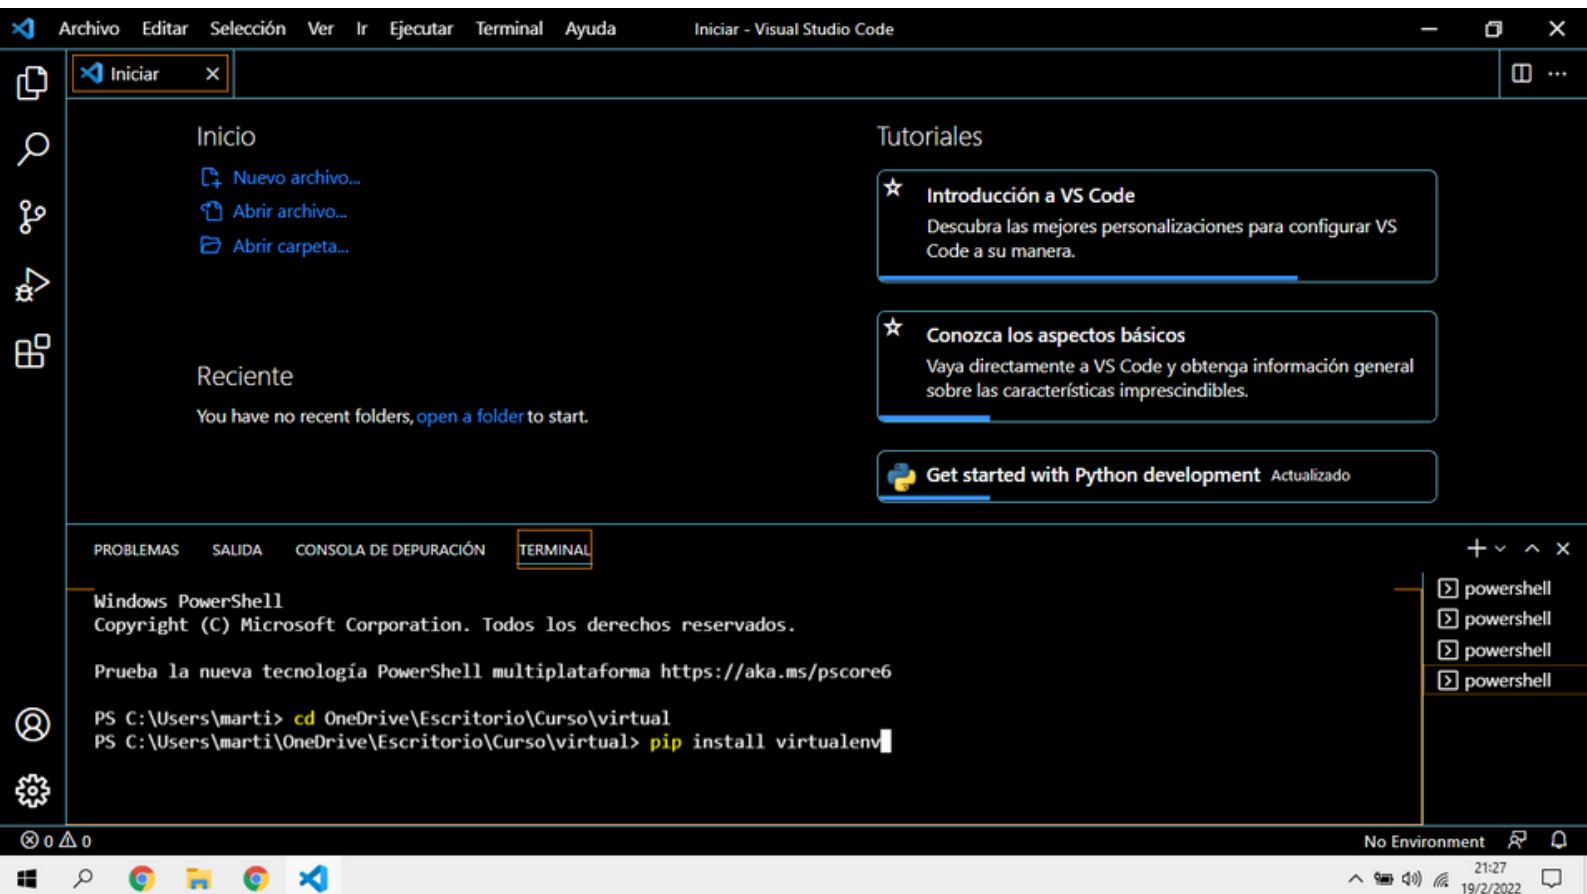 Archivo Editar Selección Ver Ir Ejecutar Terminal Ayuda Iniciar - Visual Studio Code
Iniciar
Inicio
Nuevo archivo...
Abrir archivo...
Abrir carpeta...
Reciente
You have no recent folders, open a folder to start.
Tutoriales
Introducción a VS Code
Descubra las mejores personalizaciones para configurar VS
Code a su manera.
Conozca los aspectos básicos
Vaya directamente a VS Code y obtenga información general
sobre las características imprescindibles.
Get started with Python development Actualizado
PROBLEMAS SALIDA CONSOLA DE DEPURACIÓN TERMINAL
Windows PowerShell
Copyright (C) Microsoft Corporation. Todos los derechos reservados.
Prueba la nueva tecnología PowerShell multiplataforma https://aka.ms/pscore6
PS C:\Users\marti> cd OneDrive\Escritorio\Curso\virtual
PS C:\Users\marti\OneDrive\Escritorio\Curso\virtual> pip install virtualenv
powershell
powershell
powershell
powershell
0 0 No Environment
21:27
19/2/2022